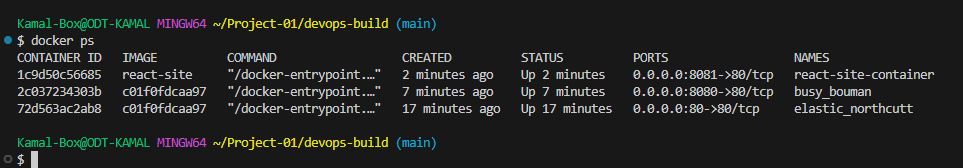 Kamal-Box@ODT-KAMAL MINGW64 ~/Project-01/devops-build (main)
$ docker ps
CONTAINER ID   IMAGE          COMMAND                  CREATED          STATUS          PORTS                  NAMES
1c9d50c56685   react-site     "/docker-entrypoint.…"   2 minutes ago    Up 2 minutes    0.0.0.0:8081->80/tcp   react-site-container
2c037234303b   c01f0fdcaa97   "/docker-entrypoint.…"   7 minutes ago    Up 7 minutes    0.0.0.0:8080->80/tcp   busy_bouman
72d563ac2ab8   c01f0fdcaa97   "/docker-entrypoint.…"   17 minutes ago   Up 17 minutes   0.0.0.0:80->80/tcp     elastic_northcutt
Kamal-Box@ODT-KAMAL MINGW64 ~/Project-01/devops-build (main)
$